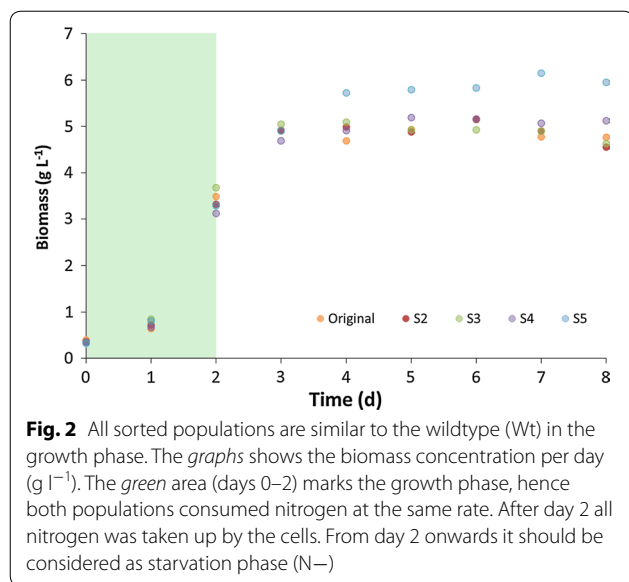 7
6
5
4
3
2
1
0
Biomass (g L-1)
Original
S2
S3
S4
S5
0 1 2 3 4 5 6 7 8
Time (d)
Fig. 2 All sorted populations are similar to the wildtype (Wt) in the
growth phase. The graphs shows the biomass concentration per day
(g l−1). The green area (days 0–2) marks the growth phase, hence
both populations consumed nitrogen at the same rate. After day 2 all
nitrogen was taken up by the cells. From day 2 onwards it should be
considered as starvation phase (N−)